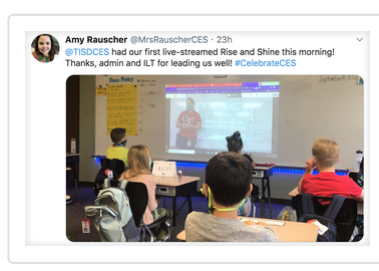 Amy Rauscher @MrsRauscherCES · 23h
@TISDCES had our first live-streamed Rise and Shine this morning!
Thanks, admin and ILT for leading us well! #CelebrateCES